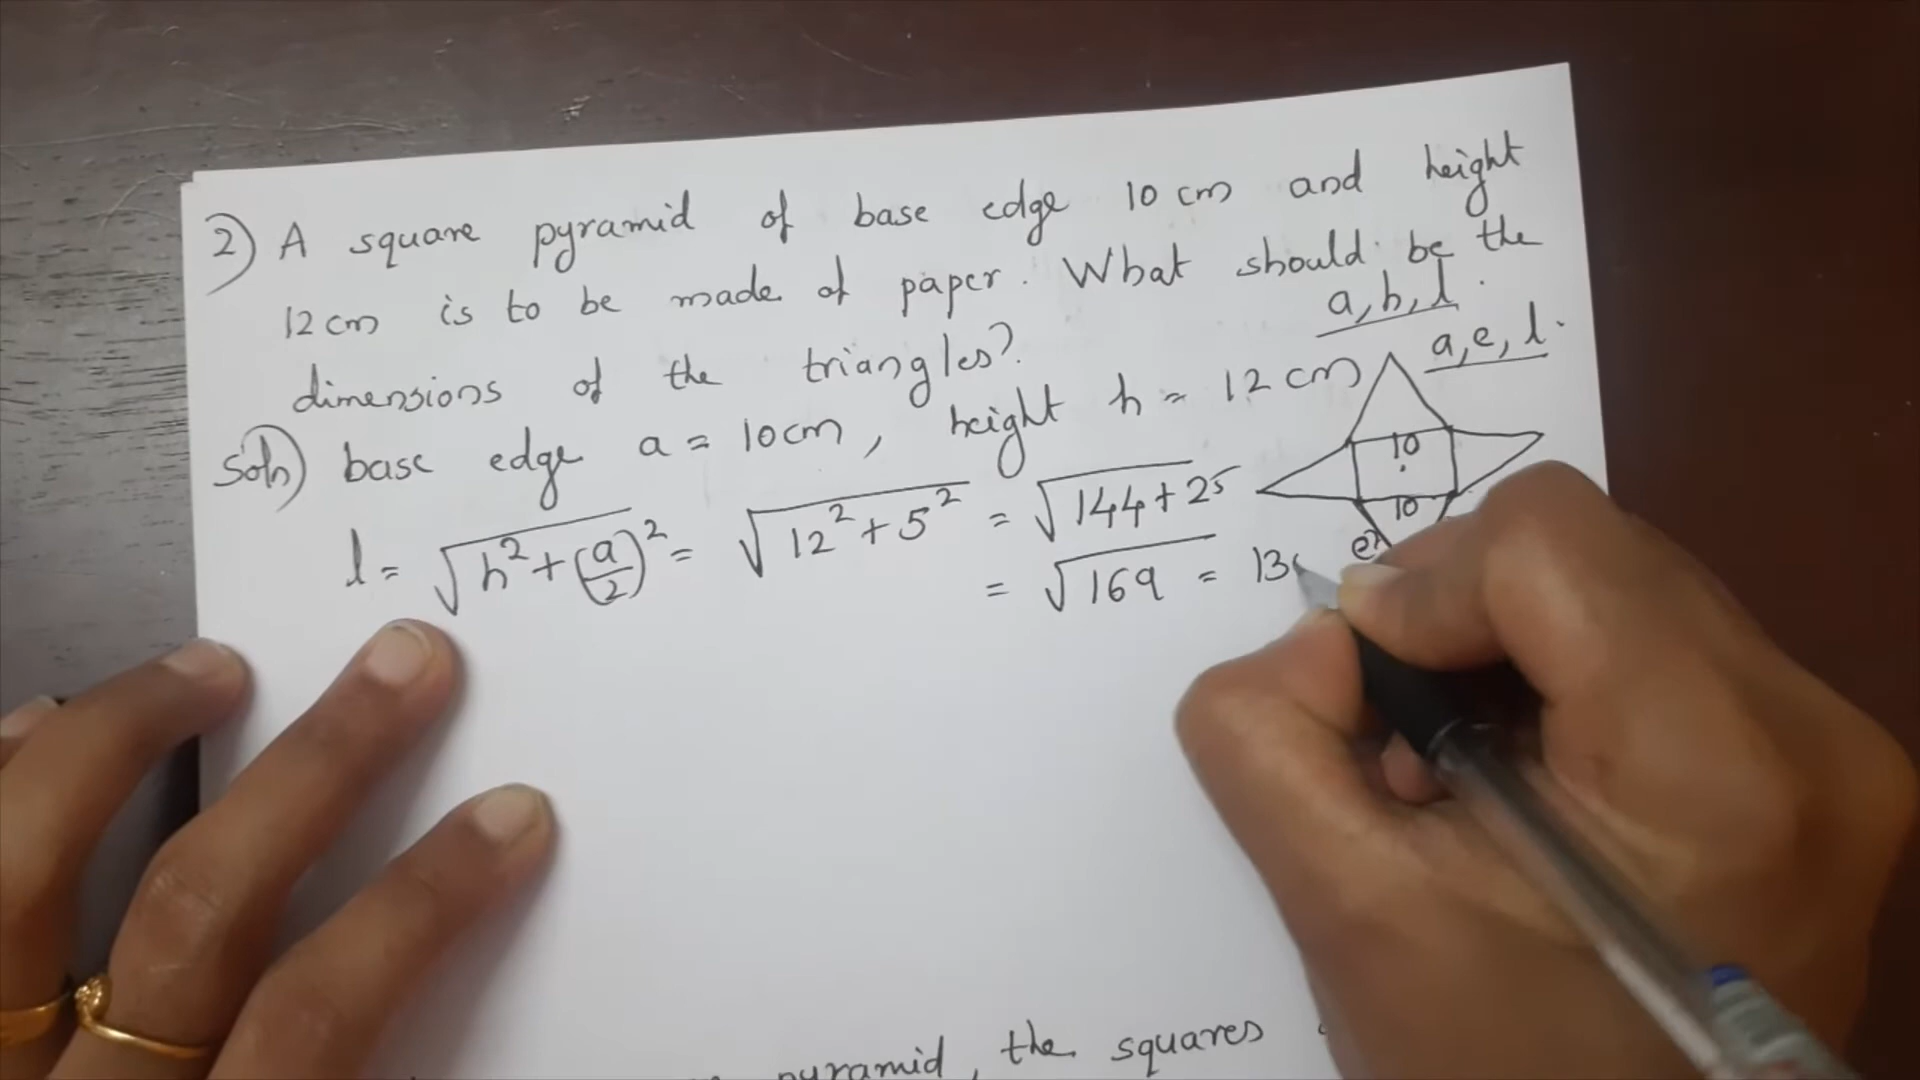 2) A square pyramid of base edge 10 cm and height
12 cm is to be made of paper. What should be the
a, h, l
dimensions of the triangles?
a, e, l.
Soln) base edge a = 10 cm, height h = 12 cm
10
l = √h² + (a/2)² = √12² + 5² = √144 + 25
10
= √169 = 13
e
pyramid, the squares